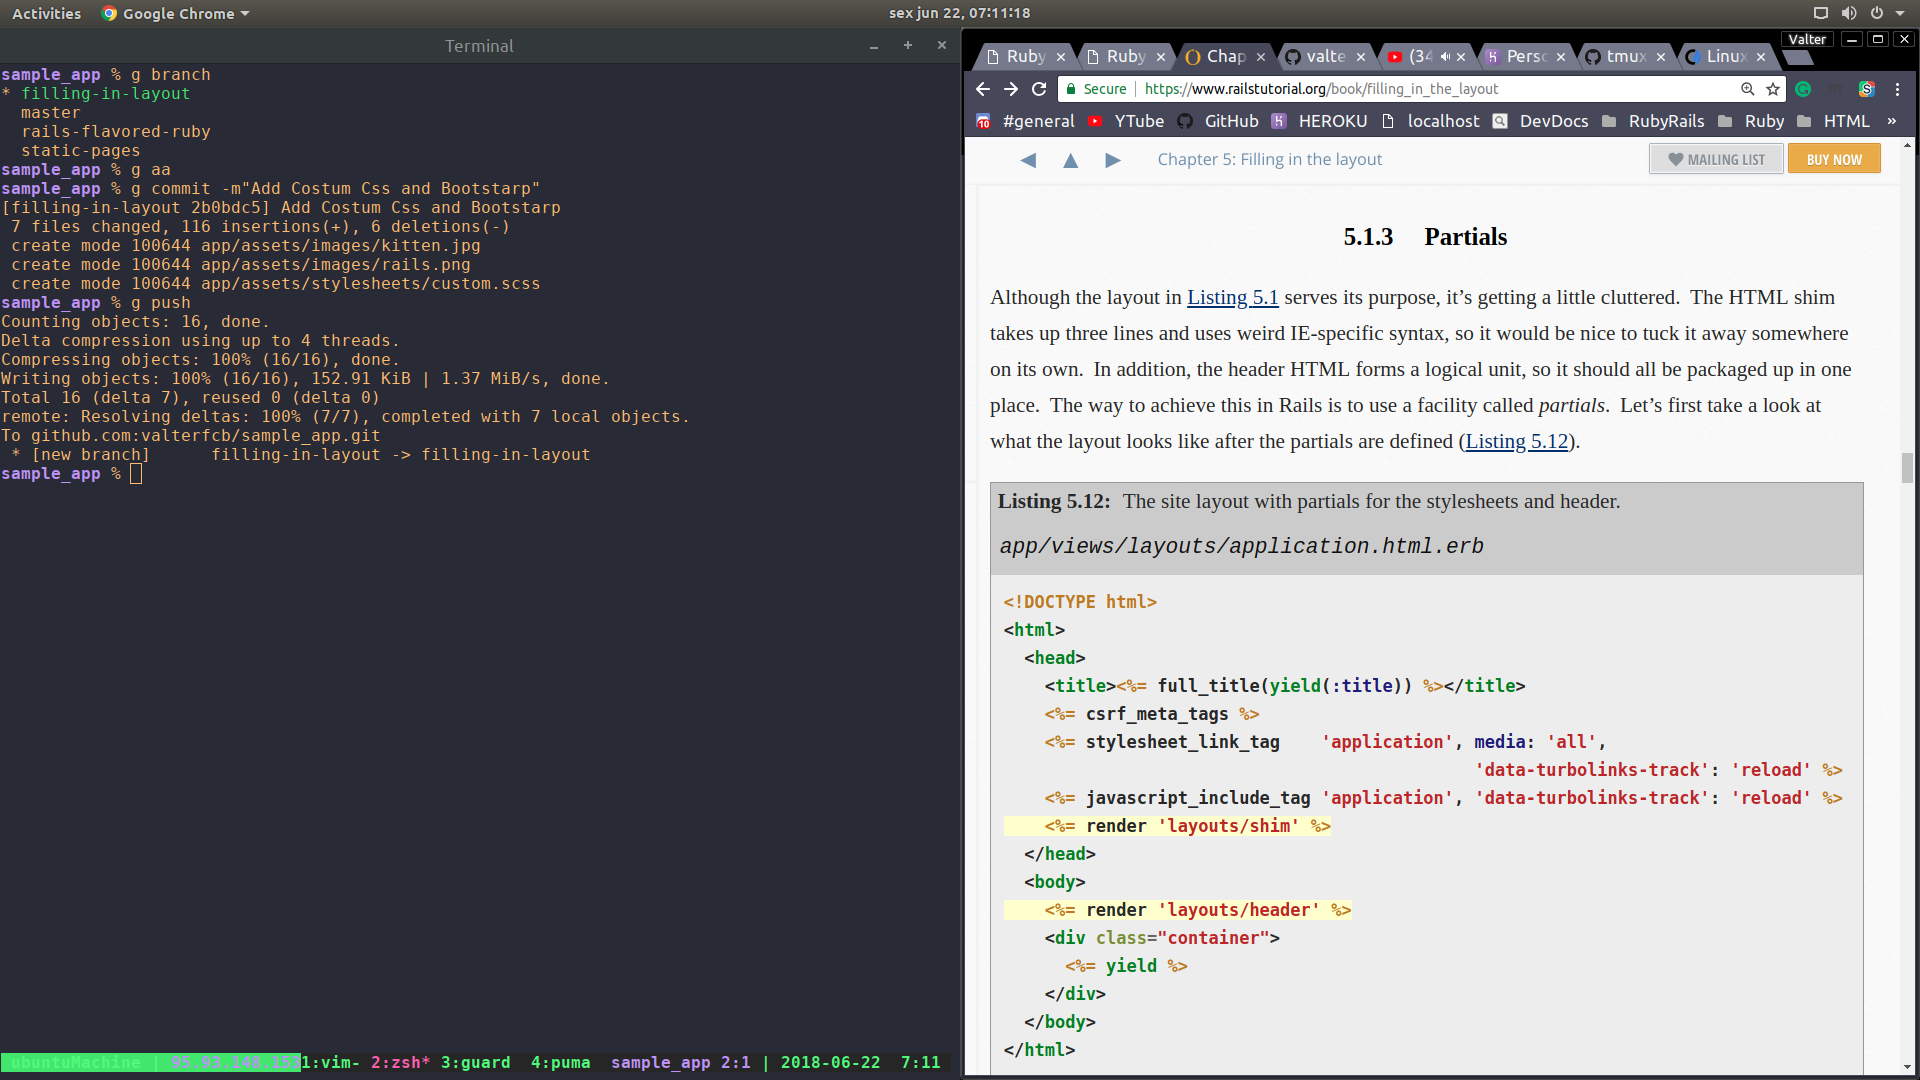 Activities Google Chrome sex jun 22, 07:11:18
Terminal
sample_app % g branch
* filling-in-layout
master
rails-flavored-ruby
static-pages
sample_app % g aa
sample_app % g commit -m"Add Costum Css and Bootstarp"
[filling-in-layout 2b0bdc5] Add Costum Css and Bootstarp
7 files changed, 116 insertions(+), 6 deletions(-)
create mode 100644 app/assets/images/kitten.jpg
create mode 100644 app/assets/images/rails.png
create mode 100644 app/assets/stylesheets/custom.scss
sample_app % g push
Counting objects: 16, done.
Delta compression using up to 4 threads.
Compressing objects: 100% (16/16), done.
Writing objects: 100% (16/16), 152.91 KiB | 1.37 MiB/s, done.
Total 16 (delta 7), reused 0 (delta 0)
remote: Resolving deltas: 100% (7/7), completed with 7 local objects.
To github.com:valterfcb/sample_app.git
* [new branch]      filling-in-layout -> filling-in-layout
sample_app %
ubuntuMachine | 1:vim- 2:zsh* 3:guard 4:puma sample_app 2:1 | 2018-06-22 7:11
Valter
Ruby Ruby Chap valte (34 Perso tmux Linux
Secure https://www.railstutorial.org/book/filling_in_the_layout
10 #general YTube GitHub HEROKU localhost DevDocs RubyRails Ruby HTML »
Chapter 5: Filling in the layout MAILING LIST BUY NOW
5.1.3 Partials
Although the layout in Listing 5.1 serves its purpose, it’s getting a little cluttered. The HTML shim
takes up three lines and uses weird IE-specific syntax, so it would be nice to tuck it away somewhere
on its own. In addition, the header HTML forms a logical unit, so it should all be packaged up in one
place. The way to achieve this in Rails is to use a facility called partials. Let’s first take a look at
what the layout looks like after the partials are defined (Listing 5.12).
Listing 5.12: The site layout with partials for the stylesheets and header.
app/views/layouts/application.html.erb
<!DOCTYPE html>
<html>
<head>
<title><%= full_title(yield(:title)) %></title>
<%= csrf_meta_tags %>
<%= stylesheet_link_tag    'application', media: 'all',
'data-turbolinks-track': 'reload' %>
<%= javascript_include_tag 'application', 'data-turbolinks-track': 'reload' %>
<%= render 'layouts/shim' %>
</head>
<body>
<%= render 'layouts/header' %>
<div class="container">
<%= yield %>
</div>
</body>
</html>